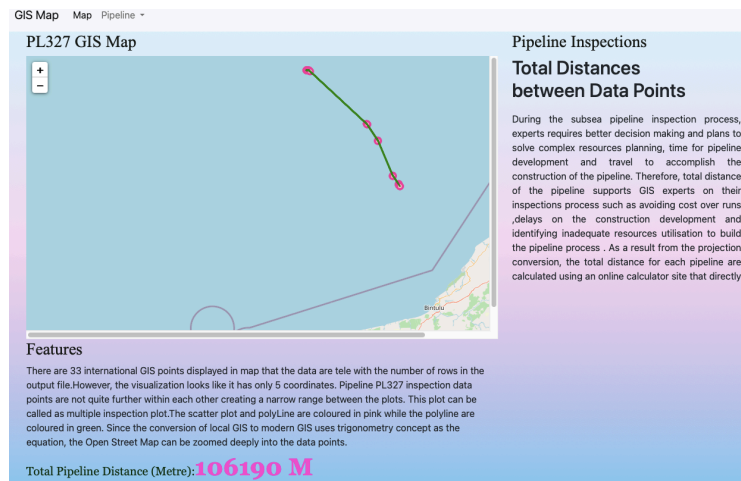 GIS Map Map Pipeline
PL327 GIS Map
+
−
Bintulu
Features
There are 33 international GIS points displayed in map that the data are tele with the number of rows in the
output file.However, the visualization looks like it has only 5 coordinates. Pipeline PL327 inspection data
points are not quite further within each other creating a narrow range between the plots. This plot can be
called as multiple inspection plot.The scatter plot and polyLine are coloured in pink while the polyline are
coloured in green. Since the conversion of local GIS to modern GIS uses trigonometry concept as the
equation, the Open Street Map can be zoomed deeply into the data points.
Total Pipeline Distance (Metre):106190 M
Pipeline Inspections
Total Distances
between Data Points
During the subsea pipeline inspection process,
experts requires better decision making and plans to
solve complex resources planning, time for pipeline
development and travel to accomplish the
construction of the pipeline. Therefore, total distance
of the pipeline supports GIS experts on their
inspections process such as avoiding cost over runs
,delays on the construction development and
identifying inadequate resources utilisation to build
the pipeline process . As a result from the projection
conversion, the total distance for each pipeline are
calculated using an online calculator site that directly